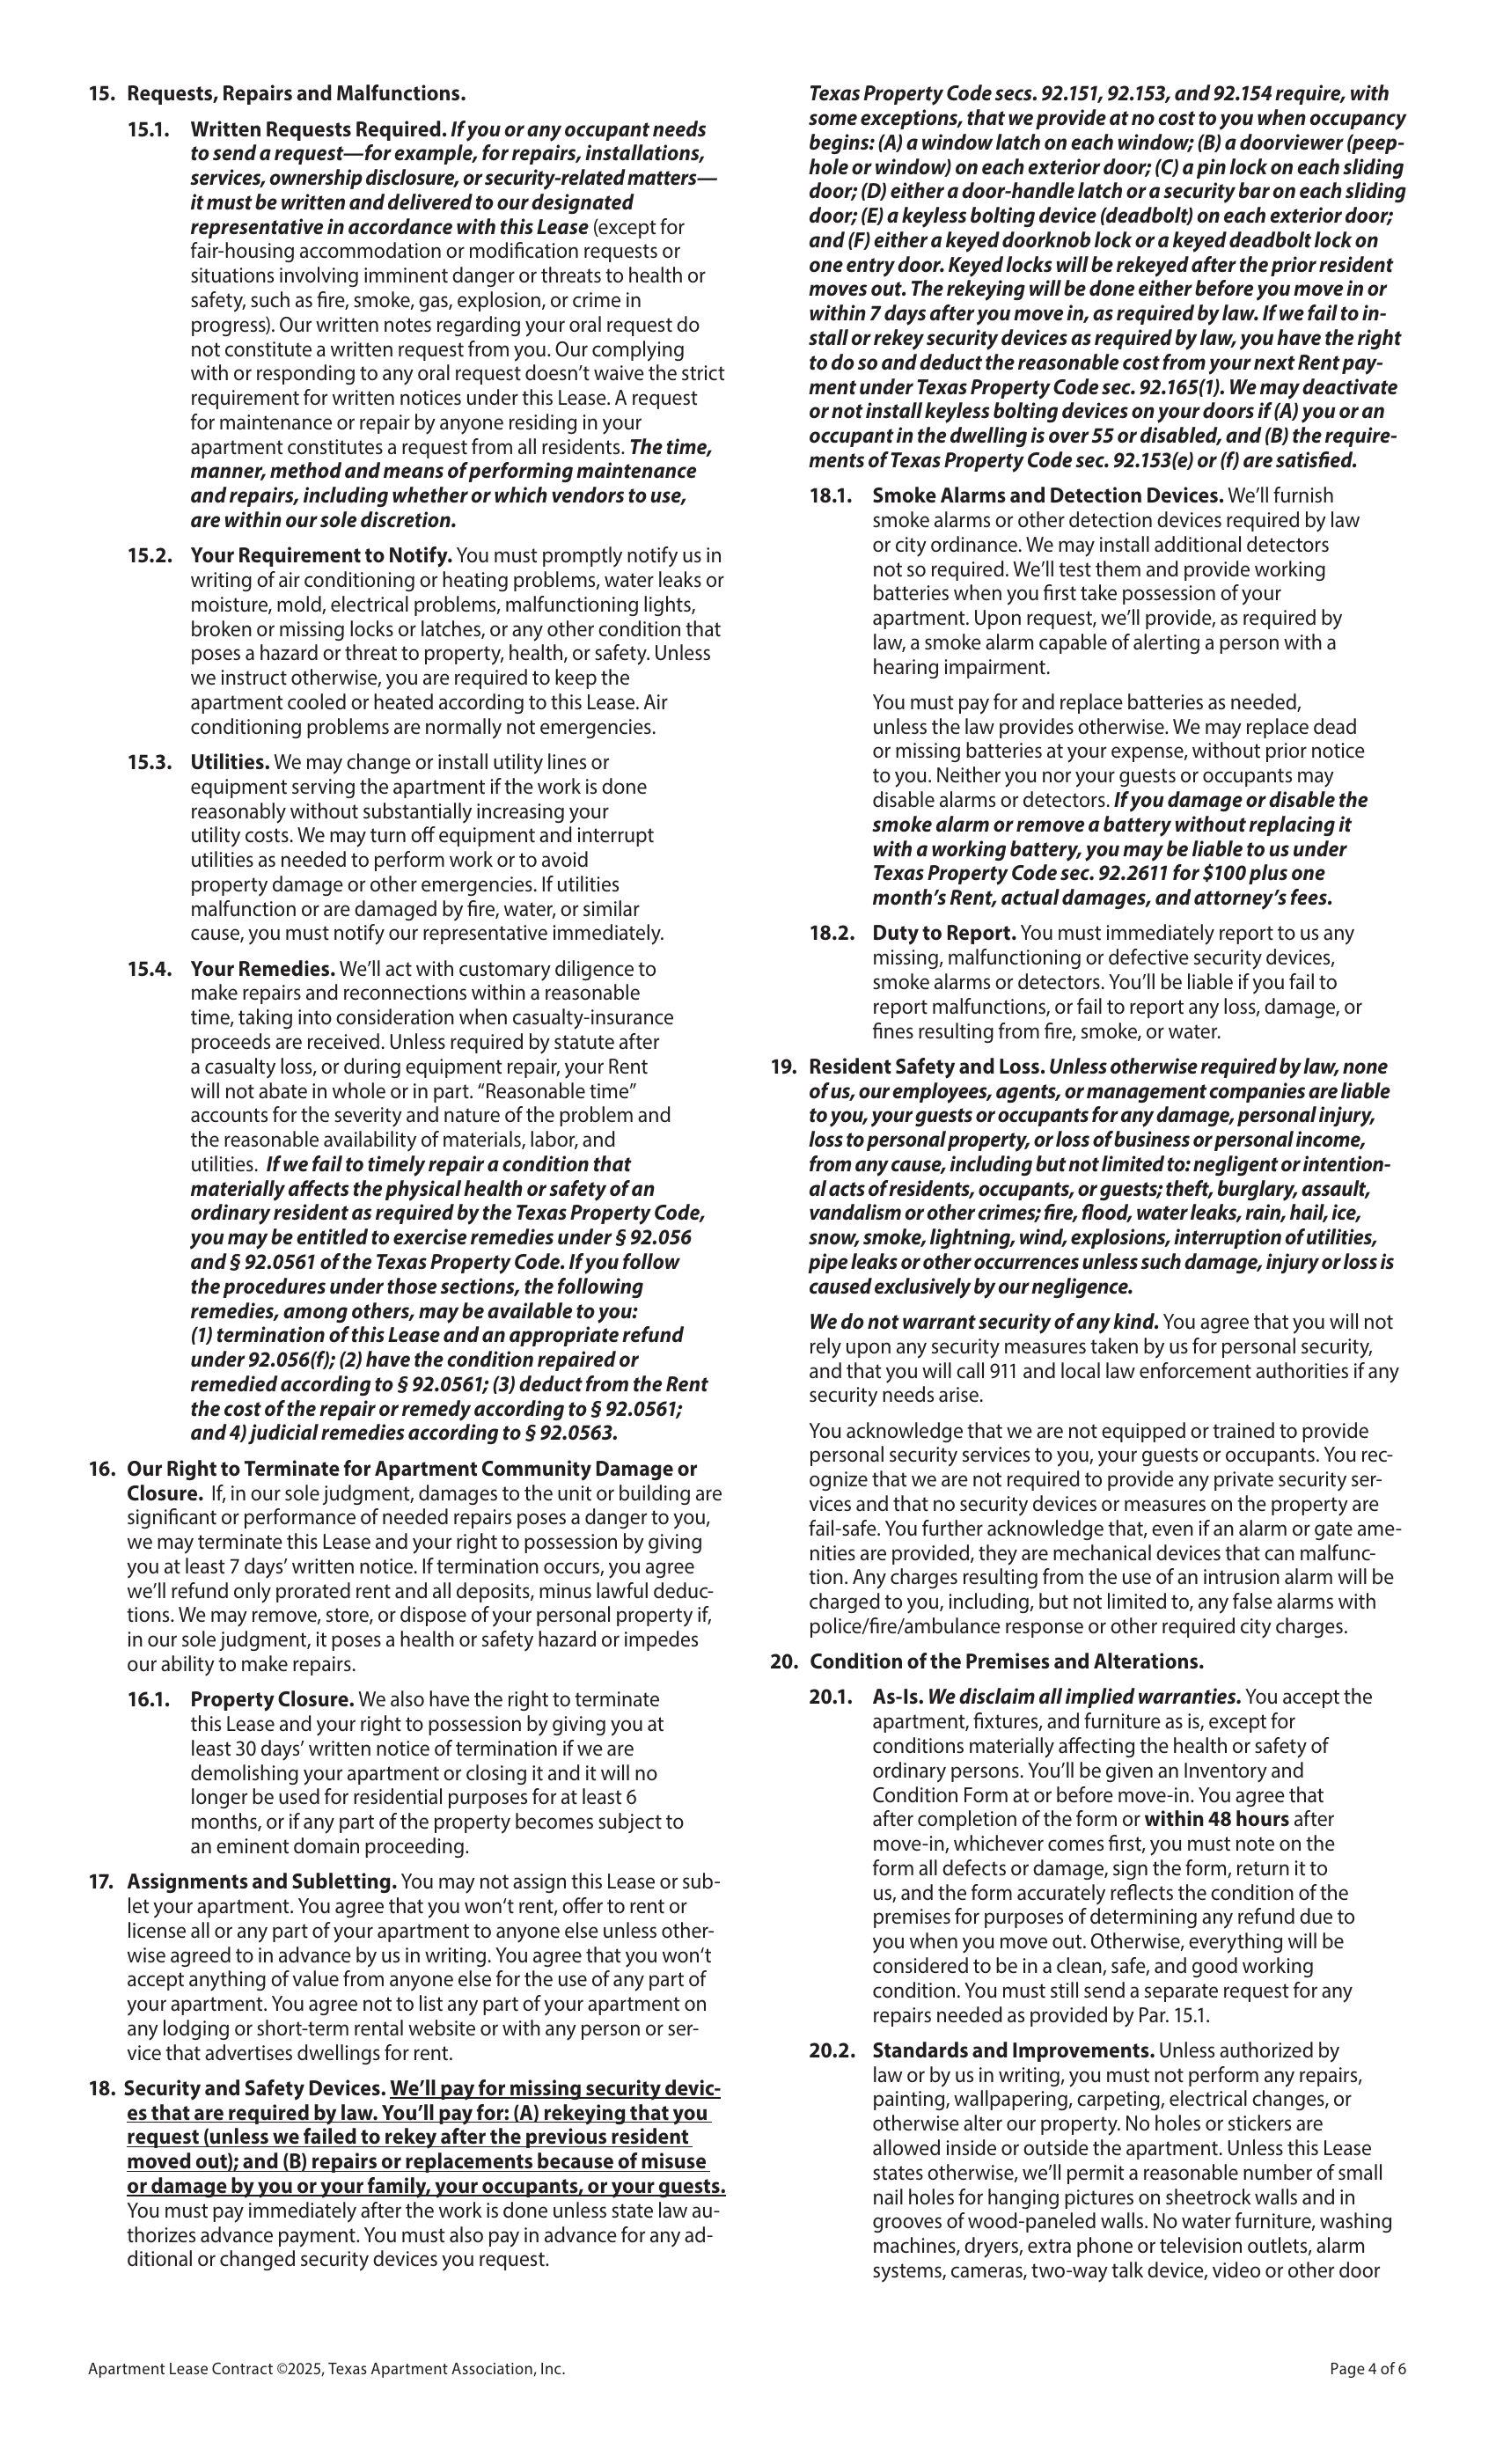 15. Requests, Repairs and Malfunctions.
15.1. Written Requests Required. If you or any occupant needs
to send a request—for example, for repairs, installations,
services, ownership disclosure, or security-related matters—
it must be written and delivered to our designated
representative in accordance with this Lease (except for
fair-housing accommodation or modification requests or
situations involving imminent danger or threats to health or
safety, such as fire, smoke, gas, explosion, or crime in
progress). Our written notes regarding your oral request do
not constitute a written request from you. Our complying
with or responding to any oral request doesn’t waive the strict
requirement for written notices under this Lease. A request
for maintenance or repair by anyone residing in your
apartment constitutes a request from all residents. The time,
manner, method and means of performing maintenance
and repairs, including whether or which vendors to use,
are within our sole discretion.
15.2. Your Requirement to Notify. You must promptly notify us in
writing of air conditioning or heating problems, water leaks or
moisture, mold, electrical problems, malfunctioning lights,
broken or missing locks or latches, or any other condition that
poses a hazard or threat to property, health, or safety. Unless
we instruct otherwise, you are required to keep the
apartment cooled or heated according to this Lease. Air
conditioning problems are normally not emergencies.
15.3. Utilities. We may change or install utility lines or
equipment serving the apartment if the work is done
reasonably without substantially increasing your
utility costs. We may turn off equipment and interrupt
utilities as needed to perform work or to avoid
property damage or other emergencies. If utilities
malfunction or are damaged by fire, water, or similar
cause, you must notify our representative immediately.
15.4. Your Remedies. We’ll act with customary diligence to
make repairs and reconnections within a reasonable
time, taking into consideration when casualty-insurance
proceeds are received. Unless required by statute after
a casualty loss, or during equipment repair, your Rent
will not abate in whole or in part. “Reasonable time”
accounts for the severity and nature of the problem and
the reasonable availability of materials, labor, and
utilities. If we fail to timely repair a condition that
materially affects the physical health or safety of an
ordinary resident as required by the Texas Property Code,
you may be entitled to exercise remedies under § 92.056
and § 92.0561 of the Texas Property Code. If you follow
the procedures under those sections, the following
remedies, among others, may be available to you:
(1) termination of this Lease and an appropriate refund
under 92.056(f); (2) have the condition repaired or
remedied according to § 92.0561; (3) deduct from the Rent
the cost of the repair or remedy according to § 92.0561;
and 4) judicial remedies according to § 92.0563.
16. Our Right to Terminate for Apartment Community Damage or
Closure. If, in our sole judgment, damages to the unit or building are
significant or performance of needed repairs poses a danger to you,
we may terminate this Lease and your right to possession by giving
you at least 7 days’ written notice. If termination occurs, you agree
we’ll refund only prorated rent and all deposits, minus lawful deduc-
tions. We may remove, store, or dispose of your personal property if,
in our sole judgment, it poses a health or safety hazard or impedes
our ability to make repairs.
16.1. Property Closure. We also have the right to terminate
this Lease and your right to possession by giving you at
least 30 days’ written notice of termination if we are
demolishing your apartment or closing it and it will no
longer be used for residential purposes for at least 6
months, or if any part of the property becomes subject to
an eminent domain proceeding.
17. Assignments and Subletting. You may not assign this Lease or sub-
let your apartment. You agree that you won’t rent, offer to rent or
license all or any part of your apartment to anyone else unless other-
wise agreed to in advance by us in writing. You agree that you won‘t
accept anything of value from anyone else for the use of any part of
your apartment. You agree not to list any part of your apartment on
any lodging or short-term rental website or with any person or ser-
vice that advertises dwellings for rent.
18. Security and Safety Devices. We’ll pay for missing security devic-
es that are required by law. You’ll pay for: (A) rekeying that you
request (unless we failed to rekey after the previous resident
moved out); and (B) repairs or replacements because of misuse
or damage by you or your family, your occupants, or your guests.
You must pay immediately after the work is done unless state law au-
thorizes advance payment. You must also pay in advance for any ad-
ditional or changed security devices you request.
Texas Property Code secs. 92.151, 92.153, and 92.154 require, with
some exceptions, that we provide at no cost to you when occupancy
begins: (A) a window latch on each window; (B) a doorviewer (peep-
hole or window) on each exterior door; (C) a pin lock on each sliding
door; (D) either a door-handle latch or a security bar on each sliding
door; (E) a keyless bolting device (deadbolt) on each exterior door;
and (F) either a keyed doorknob lock or a keyed deadbolt lock on
one entry door. Keyed locks will be rekeyed after the prior resident
moves out. The rekeying will be done either before you move in or
within 7 days after you move in, as required by law. If we fail to in-
stall or rekey security devices as required by law, you have the right
to do so and deduct the reasonable cost from your next Rent pay-
ment under Texas Property Code sec. 92.165(1). We may deactivate
or not install keyless bolting devices on your doors if (A) you or an
occupant in the dwelling is over 55 or disabled, and (B) the require-
ments of Texas Property Code sec. 92.153(e) or (f) are satisfied.
18.1. Smoke Alarms and Detection Devices. We’ll furnish
smoke alarms or other detection devices required by law
or city ordinance. We may install additional detectors
not so required. We’ll test them and provide working
batteries when you first take possession of your
apartment. Upon request, we’ll provide, as required by
law, a smoke alarm capable of alerting a person with a
hearing impairment.
You must pay for and replace batteries as needed,
unless the law provides otherwise. We may replace dead
or missing batteries at your expense, without prior notice
to you. Neither you nor your guests or occupants may
disable alarms or detectors. If you damage or disable the
smoke alarm or remove a battery without replacing it
with a working battery, you may be liable to us under
Texas Property Code sec. 92.2611 for $100 plus one
month’s Rent, actual damages, and attorney’s fees.
18.2. Duty to Report. You must immediately report to us any
missing, malfunctioning or defective security devices,
smoke alarms or detectors. You’ll be liable if you fail to
report malfunctions, or fail to report any loss, damage, or
fines resulting from fire, smoke, or water.
19. Resident Safety and Loss. Unless otherwise required by law, none
of us, our employees, agents, or management companies are liable
to you, your guests or occupants for any damage, personal injury,
loss to personal property, or loss of business or personal income,
from any cause, including but not limited to: negligent or intention-
al acts of residents, occupants, or guests; theft, burglary, assault,
vandalism or other crimes; fire, flood, water leaks, rain, hail, ice,
snow, smoke, lightning, wind, explosions, interruption of utilities,
pipe leaks or other occurrences unless such damage, injury or loss is
caused exclusively by our negligence.
We do not warrant security of any kind. You agree that you will not
rely upon any security measures taken by us for personal security,
and that you will call 911 and local law enforcement authorities if any
security needs arise.
You acknowledge that we are not equipped or trained to provide
personal security services to you, your guests or occupants. You rec-
ognize that we are not required to provide any private security ser-
vices and that no security devices or measures on the property are
fail-safe. You further acknowledge that, even if an alarm or gate ame-
nities are provided, they are mechanical devices that can malfunc-
tion. Any charges resulting from the use of an intrusion alarm will be
charged to you, including, but not limited to, any false alarms with
police/fire/ambulance response or other required city charges.
20. Condition of the Premises and Alterations.
20.1. As-Is. We disclaim all implied warranties. You accept the
apartment, fixtures, and furniture as is, except for
conditions materially affecting the health or safety of
ordinary persons. You’ll be given an Inventory and
Condition Form at or before move-in. You agree that
after completion of the form or within 48 hours after
move-in, whichever comes first, you must note on the
form all defects or damage, sign the form, return it to
us, and the form accurately reflects the condition of the
premises for purposes of determining any refund due to
you when you move out. Otherwise, everything will be
considered to be in a clean, safe, and good working
condition. You must still send a separate request for any
repairs needed as provided by Par. 15.1.
20.2. Standards and Improvements. Unless authorized by
law or by us in writing, you must not perform any repairs,
painting, wallpapering, carpeting, electrical changes, or
otherwise alter our property. No holes or stickers are
allowed inside or outside the apartment. Unless this Lease
states otherwise, we’ll permit a reasonable number of small
nail holes for hanging pictures on sheetrock walls and in
grooves of wood-paneled walls. No water furniture, washing
machines, dryers, extra phone or television outlets, alarm
systems, cameras, two-way talk device, video or other door
Apartment Lease Contract ©2025, Texas Apartment Association, Inc.
Page 4 of 6